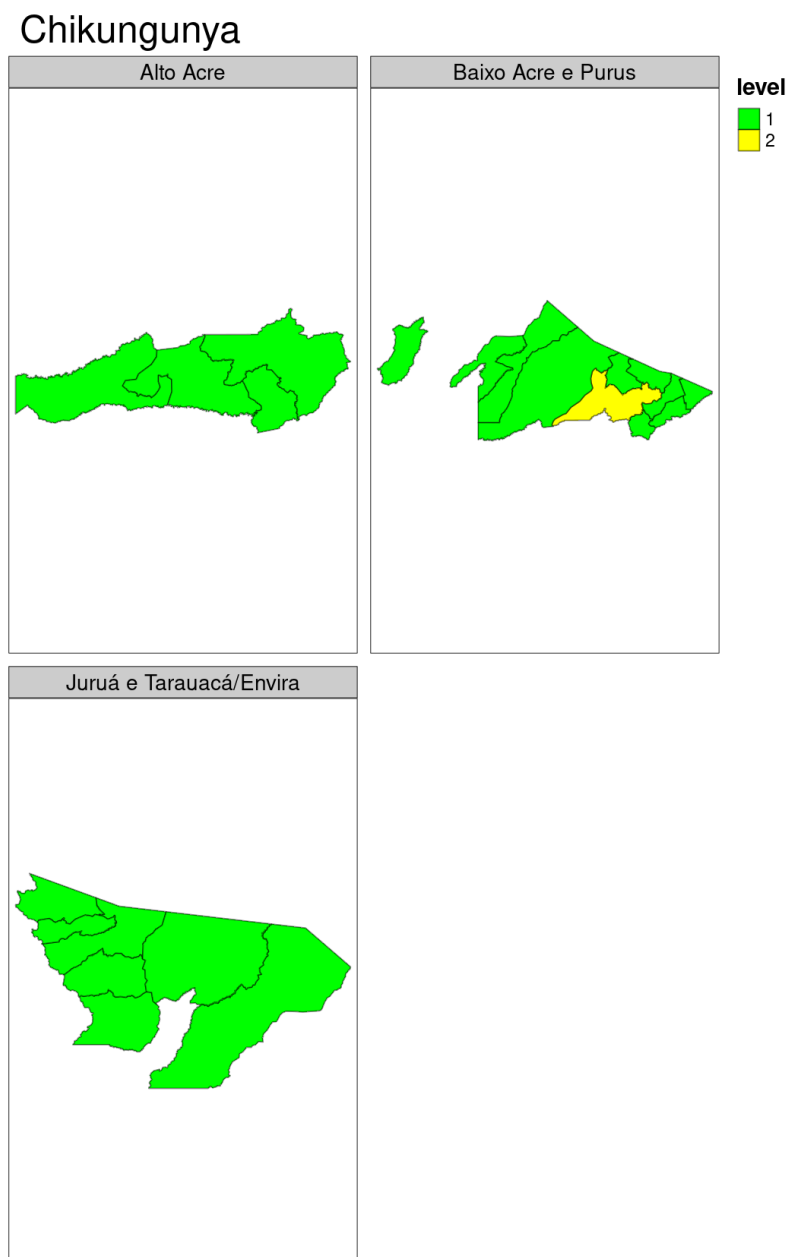 Chikungunya
Alto Acre
Baixo Acre e Purus
level
1
2
Juruá e Tarauacá/Envira